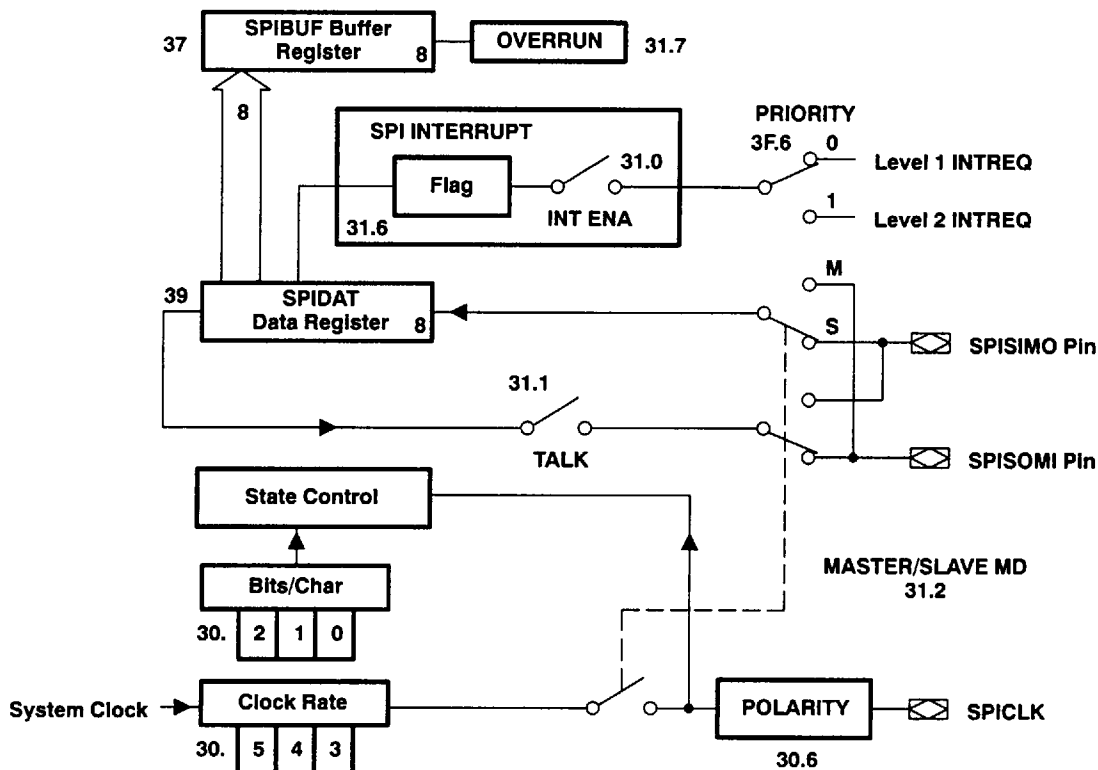 37
SPIBUF Buffer
Register
8
OVERRUN
31.7
8
SPI INTERRUPT
Flag
31.0
INT ENA
31.6
PRIORITY
3F.6
0
Level 1 INTREQ
1
Level 2 INTREQ
39
SPIDAT
Data Register
8
M
S
SPISIMO Pin
31.1
TALK
SPISOMI Pin
State Control
Bits/Char
30.
2
1
0
MASTER/SLAVE MD
31.2
System Clock
Clock Rate
30.
5
4
3
POLARITY
30.6
SPICLK